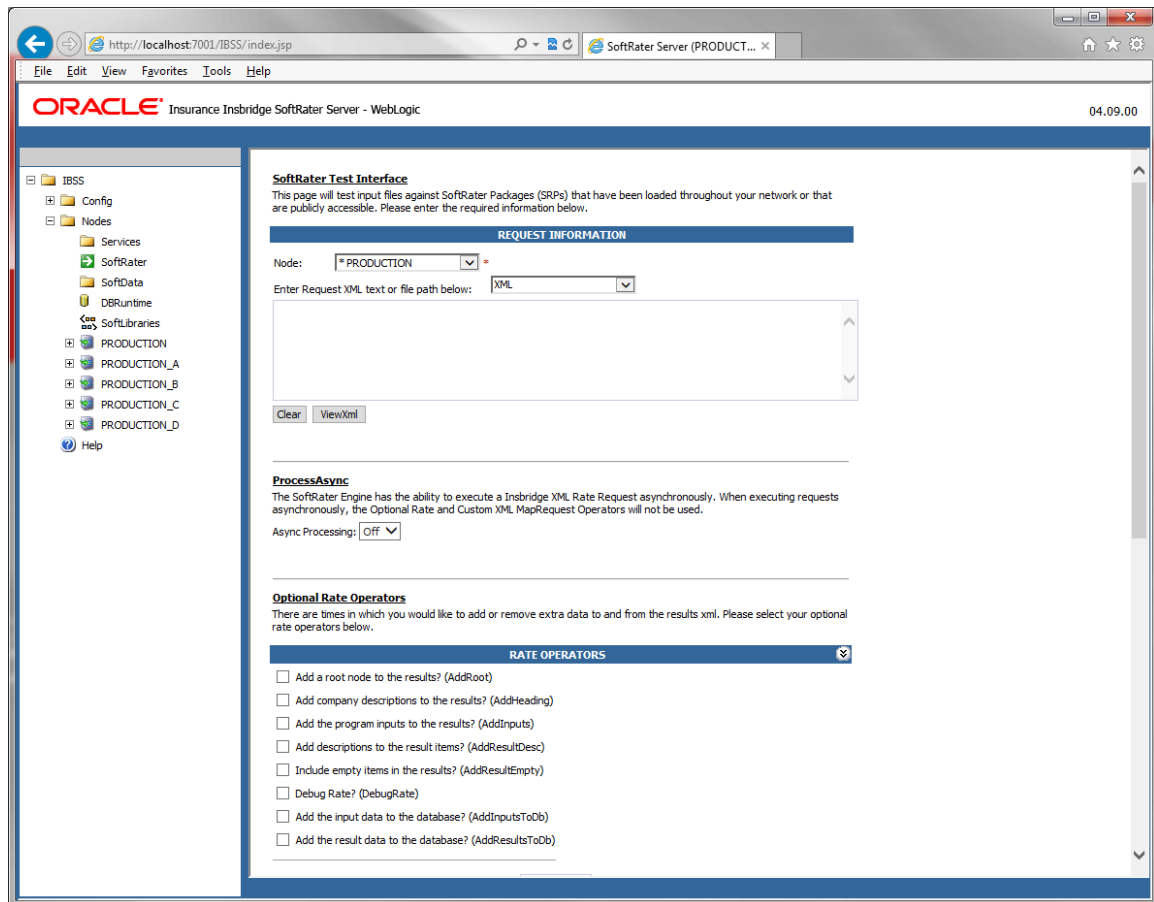 http://localhost:7001/IBSS/index.jsp
SoftRater Server (PRODUCT...
File Edit View Favorites Tools Help
ORACLE Insurance Insbridge SoftRater Server - WebLogic
04.09.00
IBSS
Config
Nodes
Services
SoftRater
SoftData
DBRuntime
SoftLibraries
PRODUCTION
PRODUCTION_A
PRODUCTION_B
PRODUCTION_C
PRODUCTION_D
Help
SoftRater Test Interface
This page will test input files against SoftRater Packages (SRPs) that have been loaded throughout your network or that
are publicly accessible. Please enter the required information below.
REQUEST INFORMATION
Node: * PRODUCTION *
Enter Request XML text or file path below: XML
Clear ViewXml
ProcessAsync
The SoftRater Engine has the ability to execute a Insbridge XML Rate Request asynchronously. When executing requests
asynchronously, the Optional Rate and Custom XML MapRequest Operators will not be used.
Async Processing: Off
Optional Rate Operators
There are times in which you would like to add or remove extra data to and from the results xml. Please select your optional
rate operators below.
RATE OPERATORS
Add a root node to the results? (AddRoot)
Add company descriptions to the results? (AddHeading)
Add the program inputs to the results? (AddInputs)
Add descriptions to the result items? (AddResultDesc)
Include empty items in the results? (AddResultEmpty)
Debug Rate? (DebugRate)
Add the input data to the database? (AddInputsToDb)
Add the result data to the database? (AddResultsToDb)